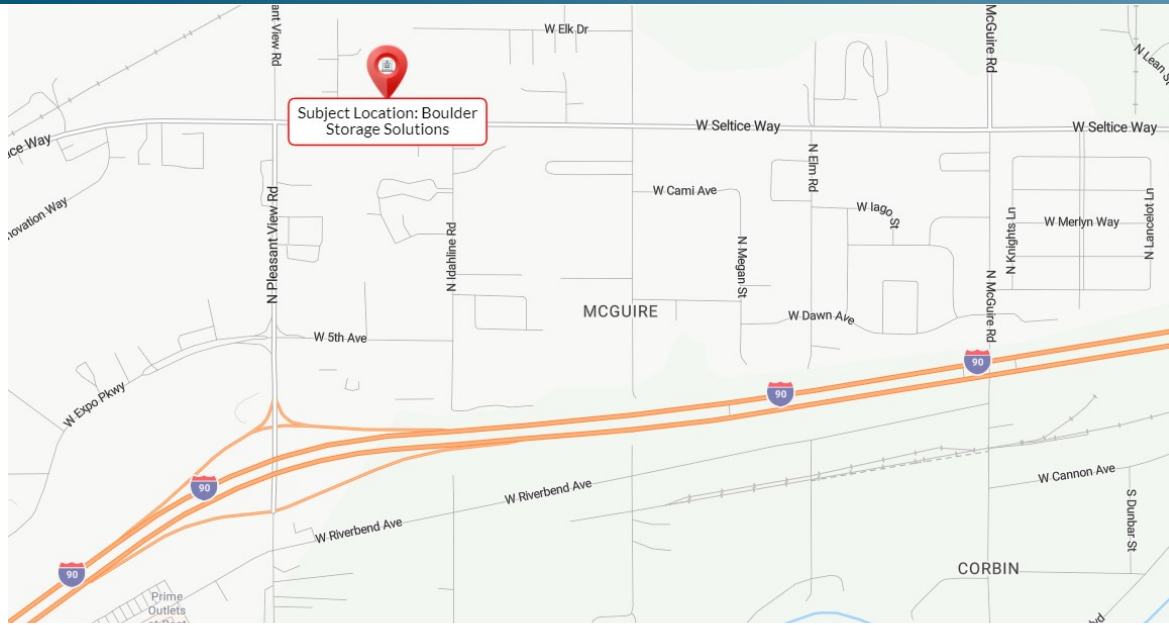 ant View Rd
W Elk Dr
McGuire Rd
N Lean St
Subject Location: Boulder
Storage Solutions
ice Way
W Seltice Way
W Seltice Way
novation Way
N Pleasant View Rd
N Idahline Rd
W Cami Ave
N Megan St
N Elm Rd
W Iago St
N Knights Ln
W Merlyn Way
N Lancelot Ln
MCGUIRE
N McGuire Rd
W 5th Ave
W Dawn Ave
W Expo Pkwy
90
90
90
90
W Riverbend Ave
W Riverbend Ave
W Cannon Ave
S Dunbar St
CORBIN
Prime
Outlets